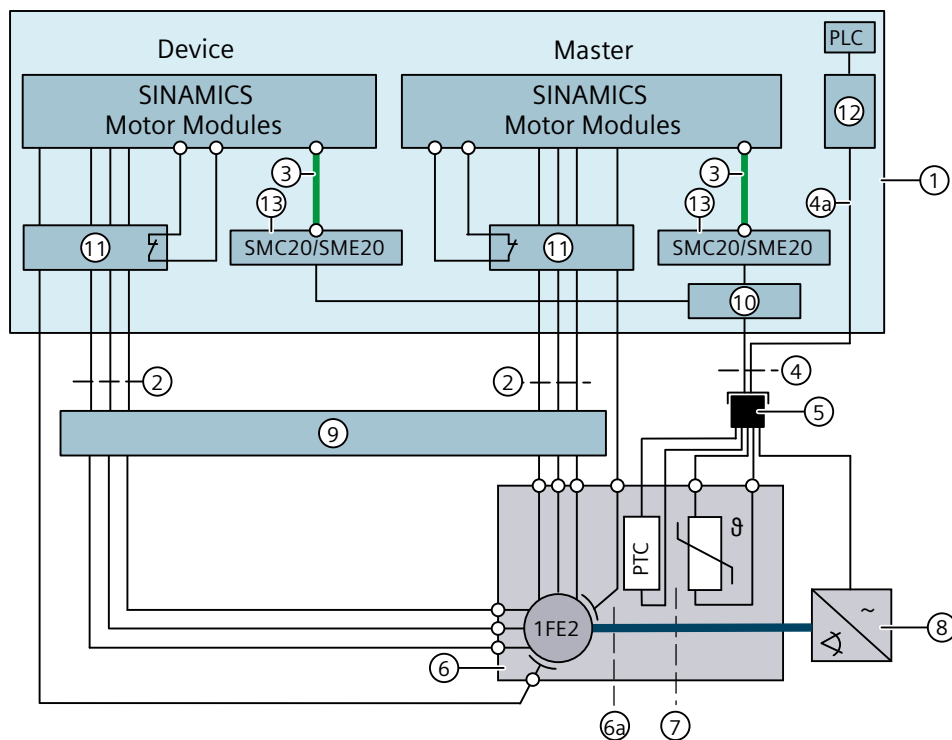 Device
Master
PLC
SINAMICS
Motor Modules
SINAMICS
Motor Modules
12
3
3
1
13
13
4a
11
SMC20/SME20
11
SMC20/SME20
10
2
2
4
5
9
PTC
ϑ
1FE2
~
8
6
6a
7